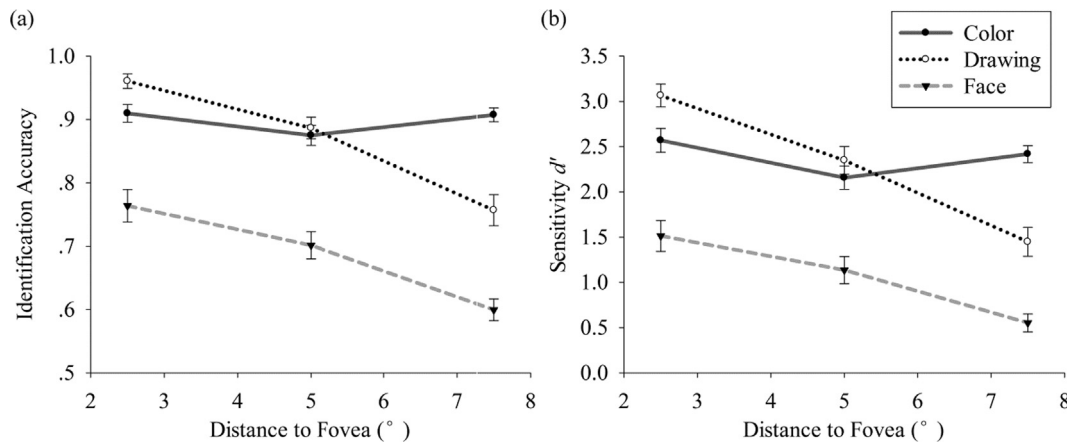 (a)
Identification Accuracy
1.0
.9
.8
.7
.6
.5
2 3 4 5 6 7 8
Distance to Fovea (°)
(b)
Sensitivity d'
3.5
3.0
2.5
2.0
1.5
1.0
0.5
0.0
2 3 4 5 6 7 8
Distance to Fovea (°)
Color
Drawing
Face